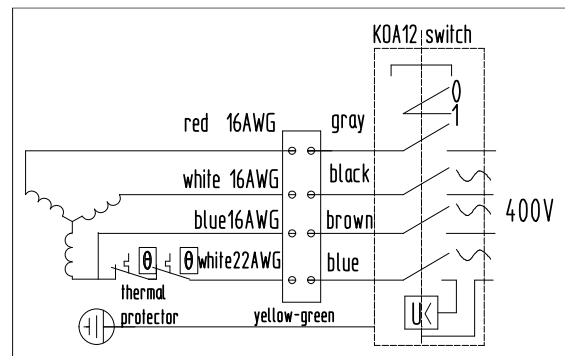 KOA12 switch
0
1
red 16AWG gray
white 16AWG black
blue16AWG brown
400V
θ θ white22AWG blue
thermal
protector
yellow-green
U<